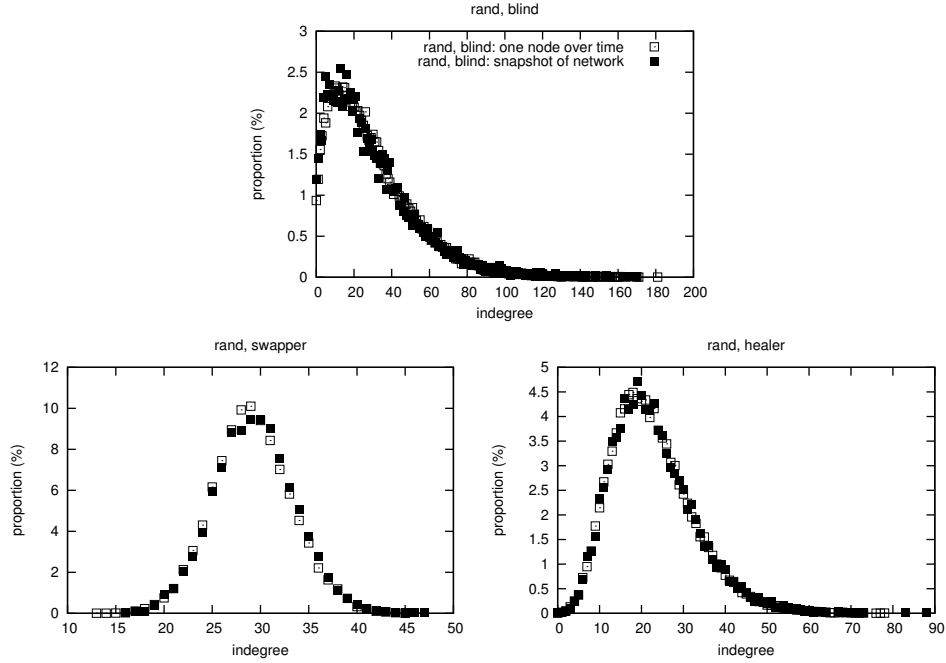 rand, blind
rand, blind: one node over time
rand, blind: snapshot of network
3
2.5
2
1.5
1
0.5
0
proportion (%)
0 20 40 60 80 100 120 140 160 180 200
indegree
rand, swapper
12
10
8
6
4
2
0
proportion (%)
10 15 20 25 30 35 40 45 50
indegree
rand, healer
5
4.5
4
3.5
3
2.5
2
1.5
1
0.5
0
proportion (%)
0 10 20 30 40 50 60 70 80 90
indegree